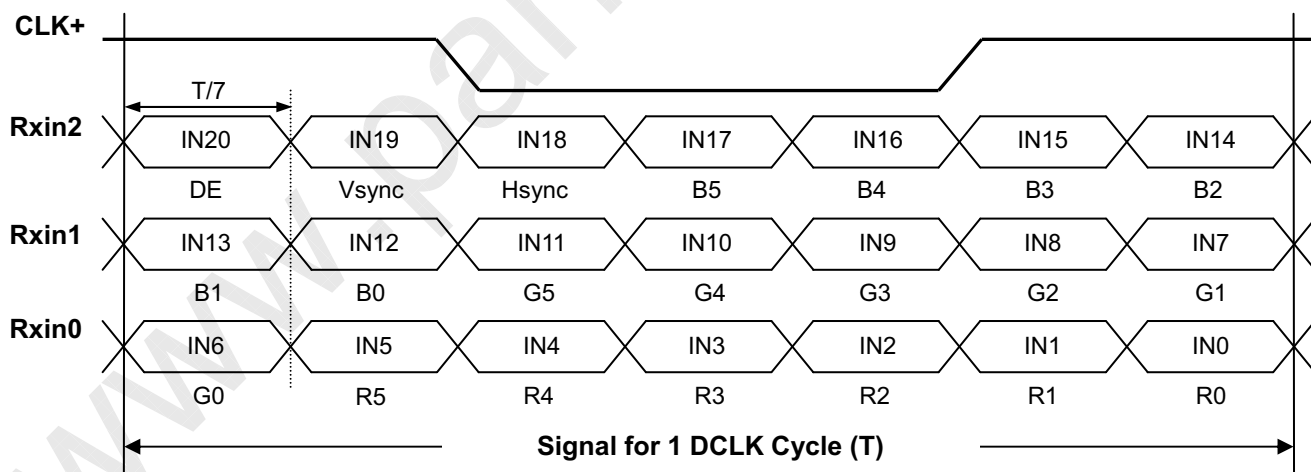 CLK+
T/7
Rxin2 IN20 IN19 IN18 IN17 IN16 IN15 IN14
DE Vsync Hsync B5 B4 B3 B2
Rxin1 IN13 IN12 IN11 IN10 IN9 IN8 IN7
B1 B0 G5 G4 G3 G2 G1
Rxin0 IN6 IN5 IN4 IN3 IN2 IN1 IN0
G0 R5 R4 R3 R2 R1 R0
Signal for 1 DCLK Cycle (T)